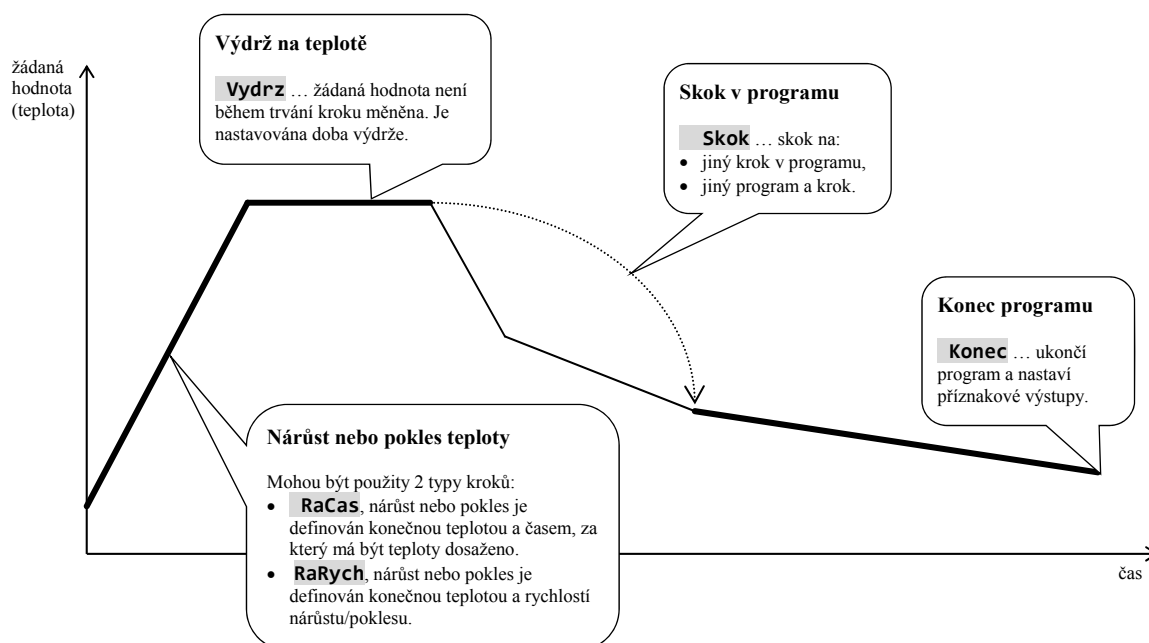 žádaná
hodnota
(teplota)
Výdrž na teplotě
Vydrz … žádaná hodnota není
během trvání kroku měněna. Je
nastavována doba výdrže.
Skok v programu
Skok … skok na:
• jiný krok v programu,
• jiný program a krok.
Konec programu
Konec … ukončí
program a nastaví
příznakové výstupy.
Nárůst nebo pokles teploty
Mohou být použity 2 typy kroků:
• RaCas, nárůst nebo pokles je
definován konečnou teplotou a časem, za
který má být teploty dosaženo.
• RaRych, nárůst nebo pokles je
definován konečnou teplotou a rychlostí
nárůstu/poklesu.
čas